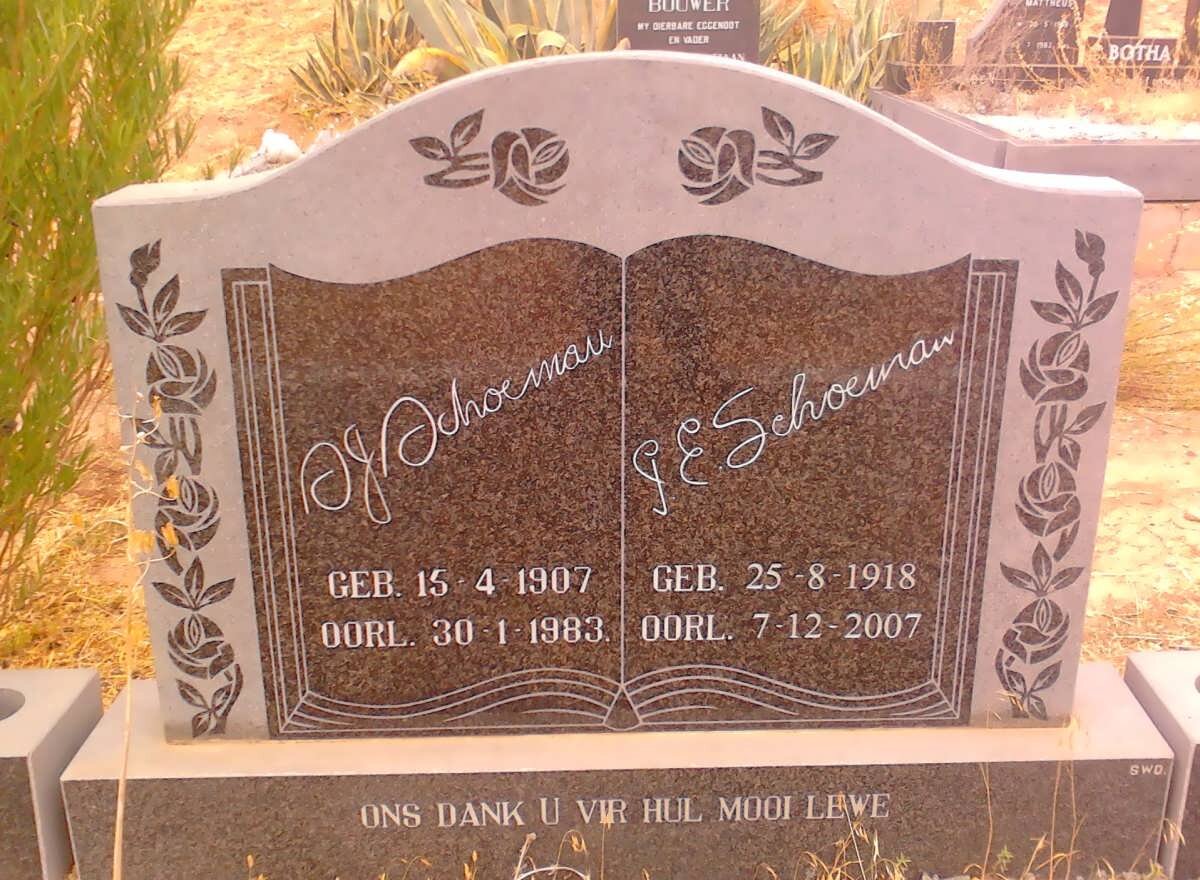 BOUWER
MY DIERBARE EGGENOOT
EN VADER
MATTHEUS
BOTHA
Schoeman
GEB. 15-4-1907
OORL. 30-1-1983.
G.E. Schoeman
GEB. 25-8-1918
OORL. 7-12-2007
SWD.
ONS DANK U VIR HUL MOOI LEWE